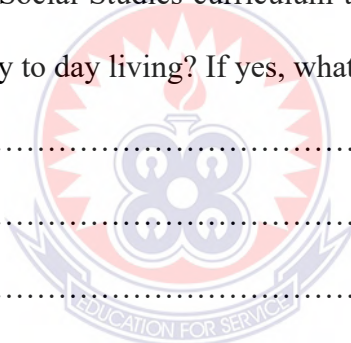 Social Studies curriculum
y to day living? If yes, what
………………………………
………………………………
………………………………
EDUCATION FOR SERVICE